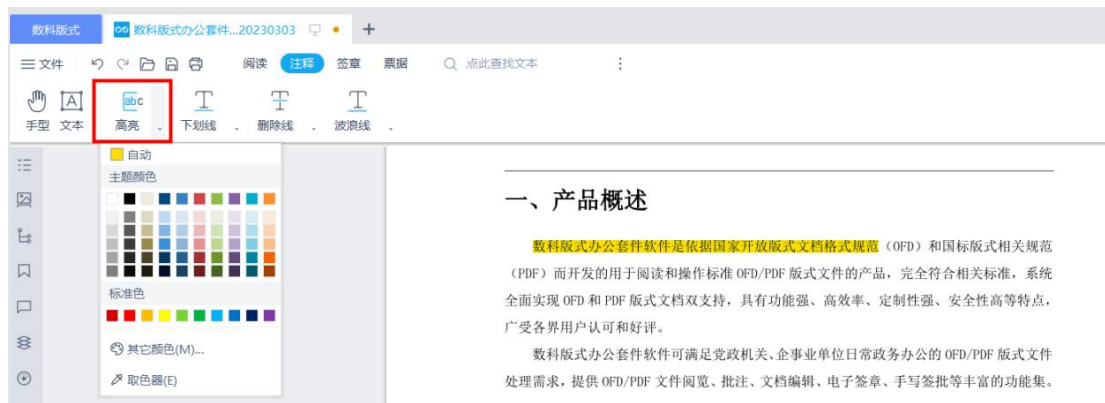 数科版式
数科版式办公套件...20230303
文件 阅读 注释 签章 票据 点此查找文本
手型 文本 abc 高亮 下划线 删除线 波浪线
自动
主题颜色
标准色
其它颜色(M)...
取色器(E)
一、产品概述
数科版式办公套件软件是依据国家开放版式文档格式规范（OFD）和国标版式相关规范
（PDF）而开发的用于阅读和操作标准 OFD/PDF 版式文件的产品，完全符合相关标准，系统
全面实现 OFD 和 PDF 版式文档双支持，具有功能强、高效率、定制性强、安全性高等特点，
广受各界用户认可和好评。
数科版式办公套件软件可满足党政机关、企事业单位日常政务办公的 OFD/PDF 版式文件
处理需求，提供 OFD/PDF 文件阅览、批注、文档编辑、电子签章、手写签批等丰富的功能集。